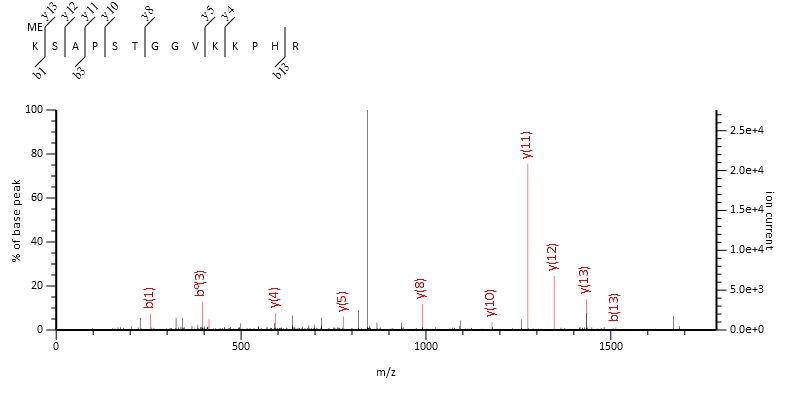 y13 y12 y11 y10 y8 y5 y4
ME
K S A P S T G G V K K P H R
b1 b3 b13
100
80
60
40
20
0
% of base peak
2.5e+4
2.0e+4
1.5e+4
1.0e+4
5.0e+3
0.0e+0
ion current
b(1)
b°(3)
y(4)
y(5)
y(8)
y(10)
y(11)
y(12)
y(13)
b(13)
0 500 1000 1500
m/z